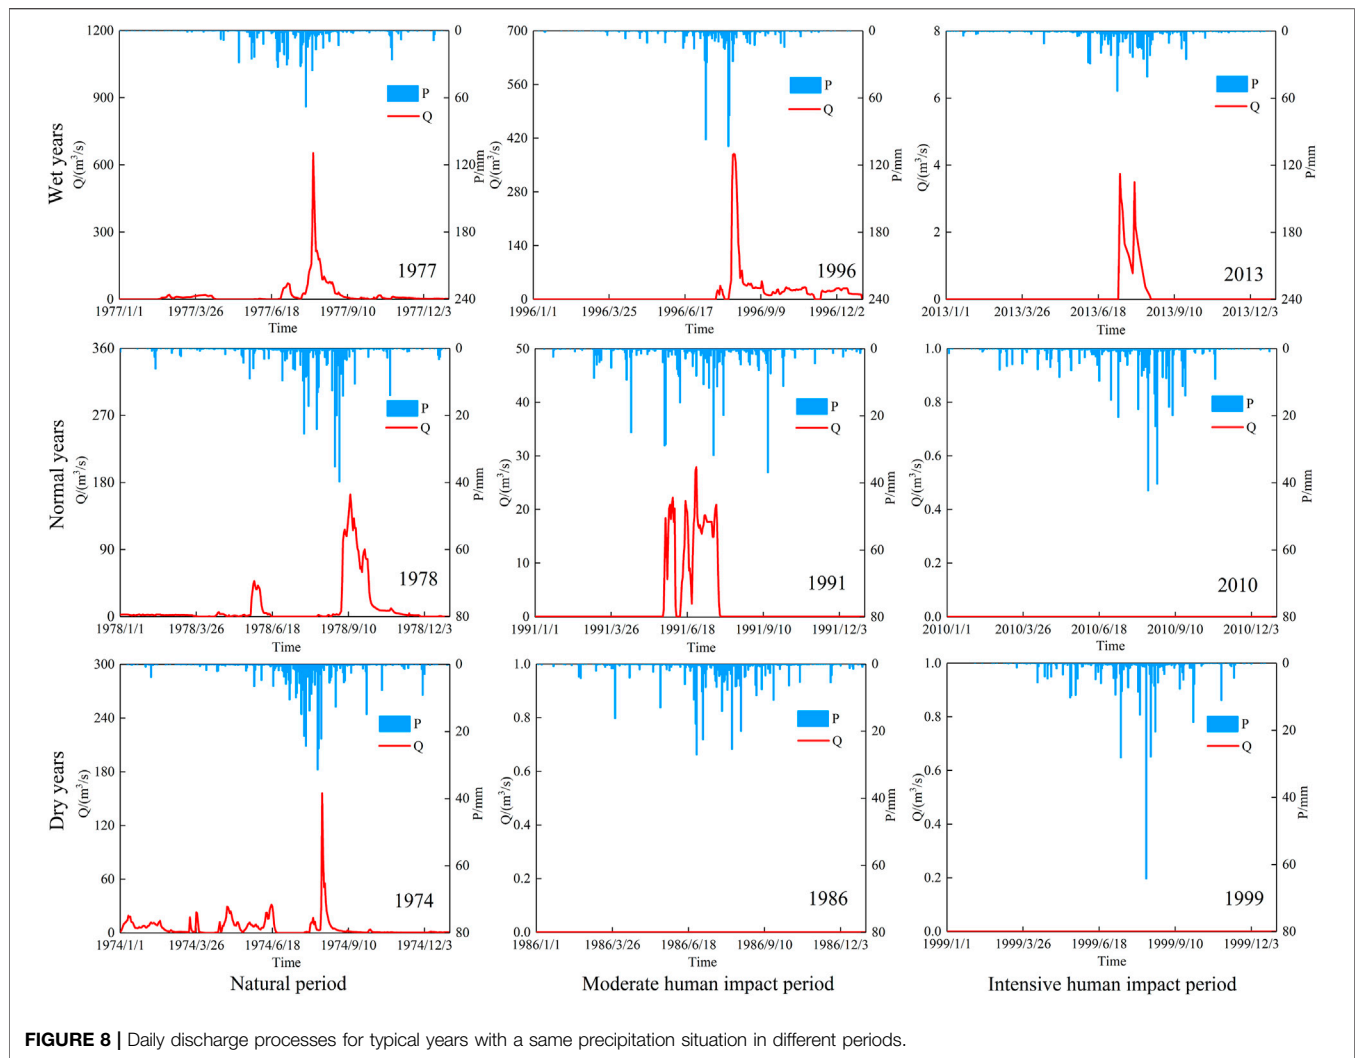 Wet years
Q/(m³/s)
1200
900
600
300
0
0
60
120
180
240
P/mm
P
Q
1977
1977/1/1 1977/3/26 1977/6/18 1977/9/10 1977/12/3
Time
Q/(m³/s)
700
560
420
280
140
0
0
60
120
180
240
P/mm
P
Q
1996
1996/1/1 1996/3/25 1996/6/17 1996/9/9 1996/12/2
Time
Q/(m³/s)
8
6
4
2
0
0
60
120
180
240
P/mm
P
Q
2013
2013/1/1 2013/3/26 2013/6/18 2013/9/10 2013/12/3
Time
Normal years
Q/(m³/s)
360
270
180
90
0
0
20
40
60
80
P/mm
P
Q
1978
1978/1/1 1978/3/26 1978/6/18 1978/9/10 1978/12/3
Time
Q/(m³/s)
50
40
30
20
10
0
0
20
40
60
80
P/mm
P
Q
1991
1991/1/1 1991/3/26 1991/6/18 1991/9/10 1991/12/3
Time
Q/(m³/s)
1.0
0.8
0.6
0.4
0.2
0.0
0
20
40
60
80
P/mm
P
Q
2010
2010/1/1 2010/3/26 2010/6/18 2010/9/10 2010/12/3
Time
Dry years
Q/(m³/s)
300
240
180
120
60
0
0
20
40
60
80
P/mm
P
Q
1974
1974/1/1 1974/3/26 1974/6/18 1974/9/10 1974/12/3
Time
Natural period
Q/(m³/s)
1.0
0.8
0.6
0.4
0.2
0.0
0
20
40
60
80
P/mm
P
Q
1986
1986/1/1 1986/3/26 1986/6/18 1986/9/10 1986/12/3
Time
Moderate human impact period
Q/(m³/s)
1.0
0.8
0.6
0.4
0.2
0.0
0
20
40
60
80
P/mm
P
Q
1999
1999/1/1 1999/3/26 1999/6/18 1999/9/10 1999/12/3
Time
Intensive human impact period
FIGURE 8 | Daily discharge processes for typical years with a same precipitation situation in different periods.